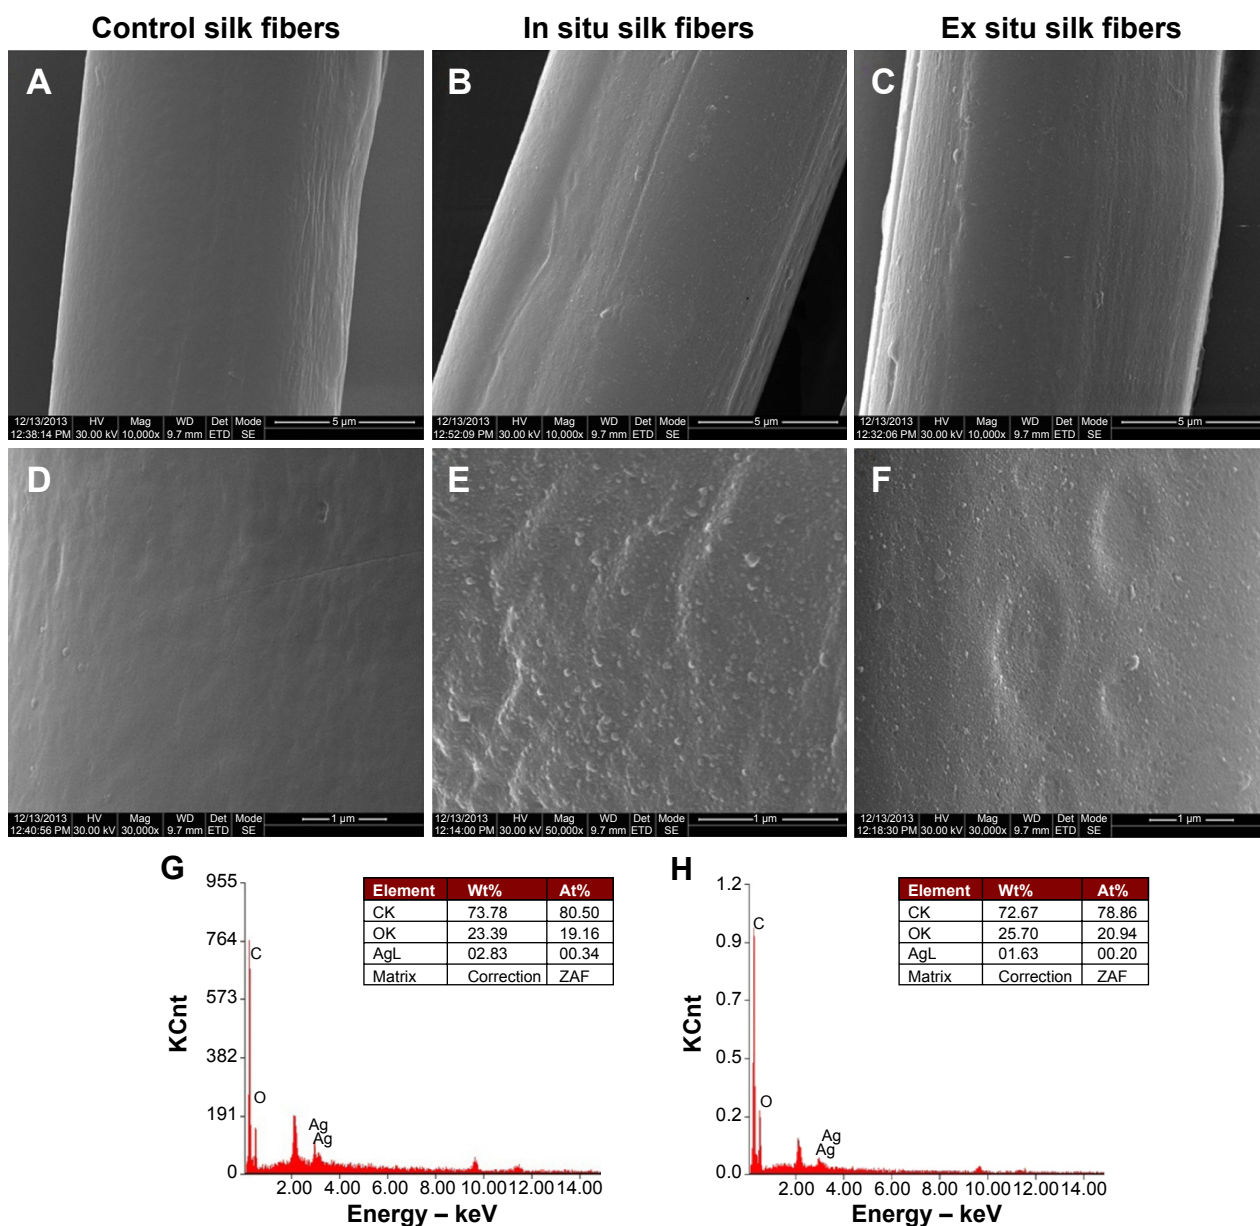 Control silk fibers
In situ silk fibers
Ex situ silk fibers
A
B
C
12/13/2013 HV Mag WD Det Mode 5 µm
12:38:14 PM 30.00 kV 10,000x 9.7 mm ETD SE
12/13/2013 HV Mag WD Det Mode 5 µm
12:52:09 PM 30.00 kV 10,000x 9.7 mm ETD SE
12/13/2013 HV Mag WD Det Mode 5 µm
12:32:06 PM 30.00 kV 10,000x 9.7 mm ETD SE
D
E
F
12/13/2013 HV Mag WD Det Mode 1 µm
12:40:56 PM 30.00 kV 30,000x 9.7 mm ETD SE
12/13/2013 HV Mag WD Det Mode 1 µm
12:14:00 PM 30.00 kV 50,000x 9.7 mm ETD SE
12/13/2013 HV Mag WD Det Mode 1 µm
12:18:30 PM 30.00 kV 30,000x 9.7 mm ETD SE
G
955
764
573
382
191
0
KCnt
C
O
Ag
Ag
Element Wt% At%
CK 73.78 80.50
OK 23.39 19.16
AgL 02.83 00.34
Matrix Correction ZAF
2.00 4.00 6.00 8.00 10.00 12.00 14.00
Energy – keV
H
1.2
0.9
0.7
0.5
0.2
0.0
KCnt
C
O
Ag
Ag
Element Wt% At%
CK 72.67 78.86
OK 25.70 20.94
AgL 01.63 00.20
Matrix Correction ZAF
2.00 4.00 6.00 8.00 10.00 12.00 14.00
Energy – keV